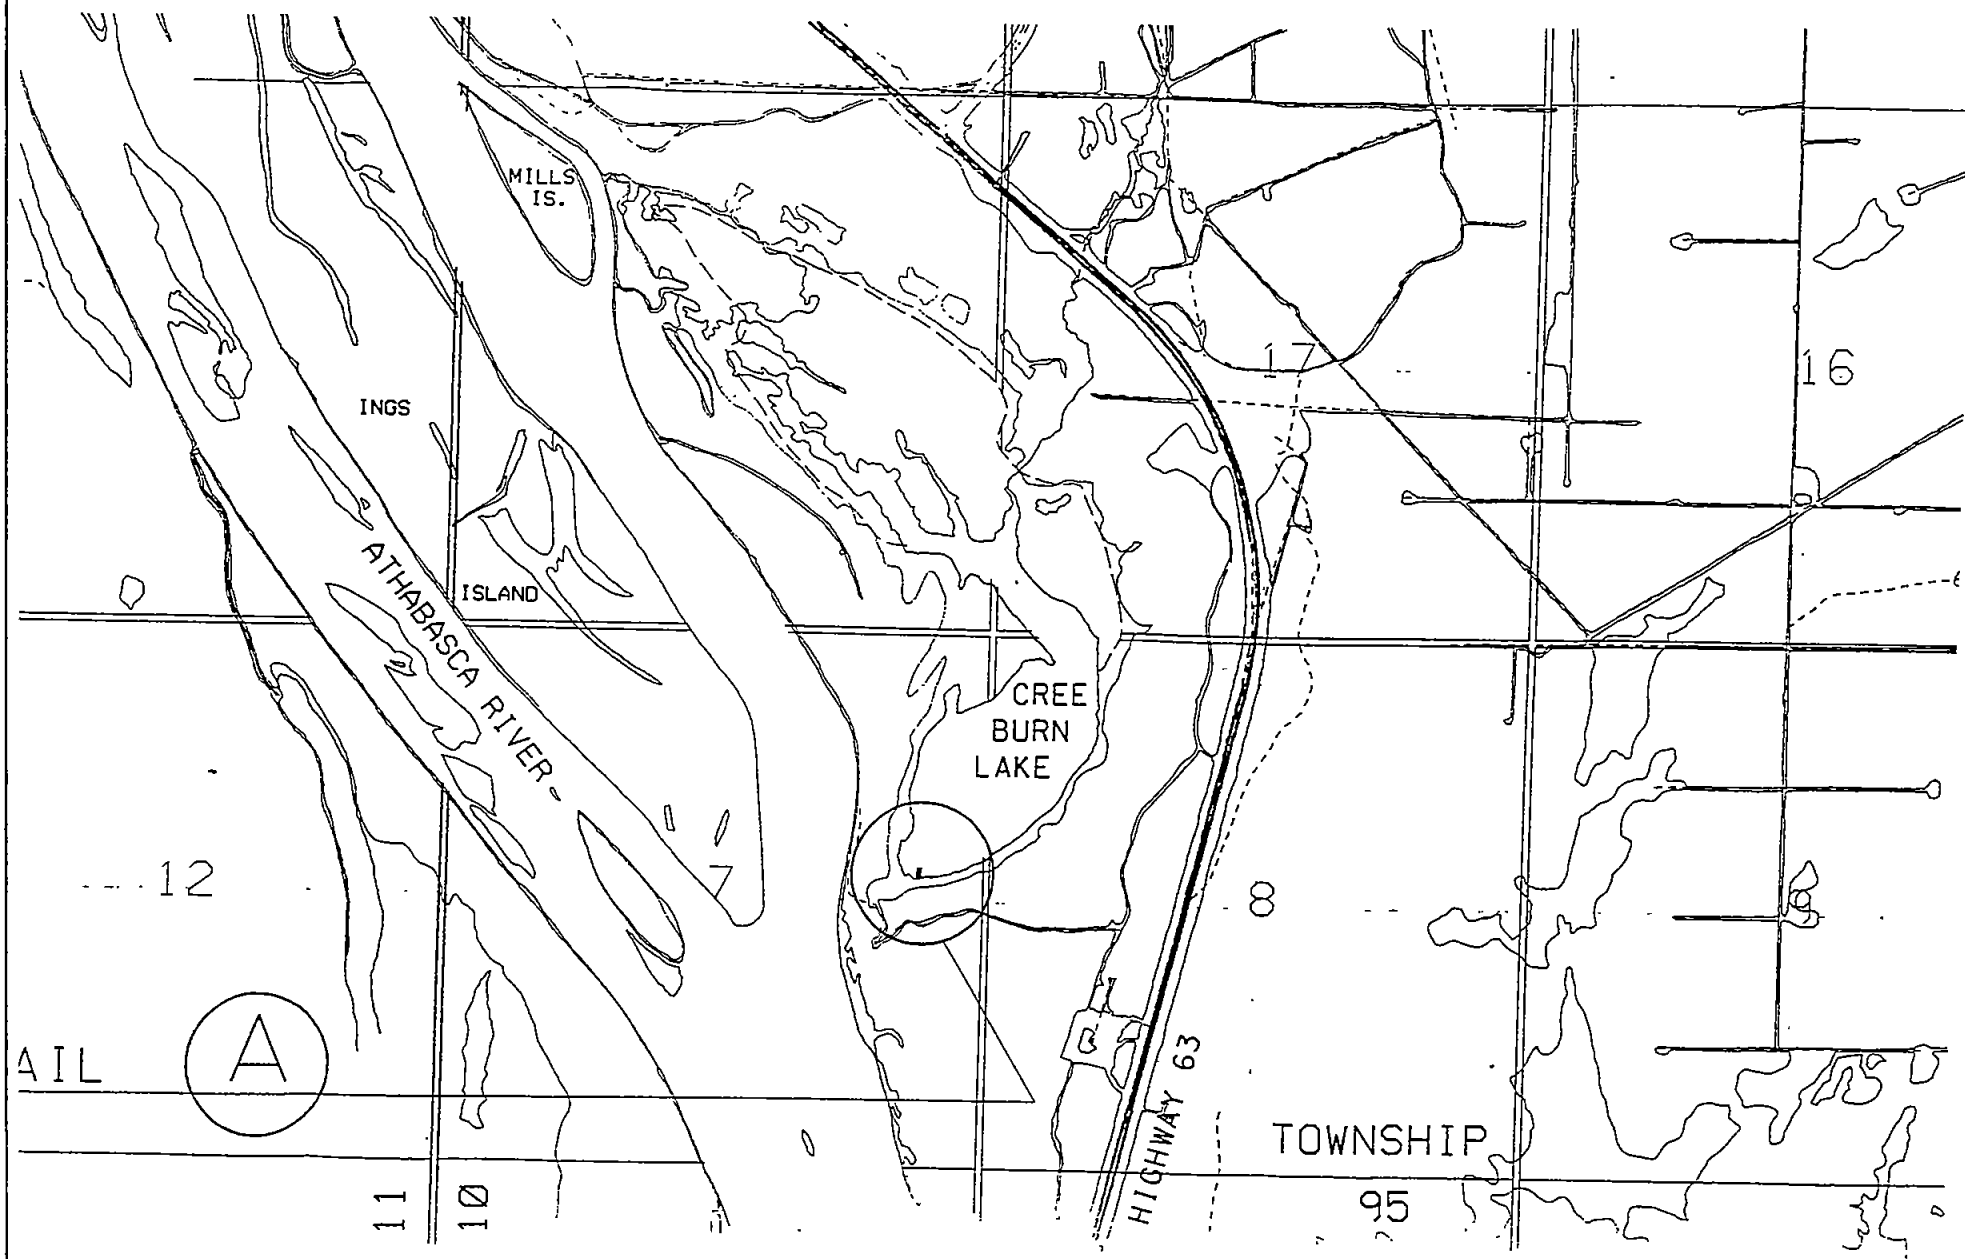 MILLS
IS.
17
16
INGS
ATHABASCA RIVER
ISLAND
CREE
BURN
LAKE
12
7
8
9
A
AIL
HIGHWAY 63
TOWNSHIP
95
11
10